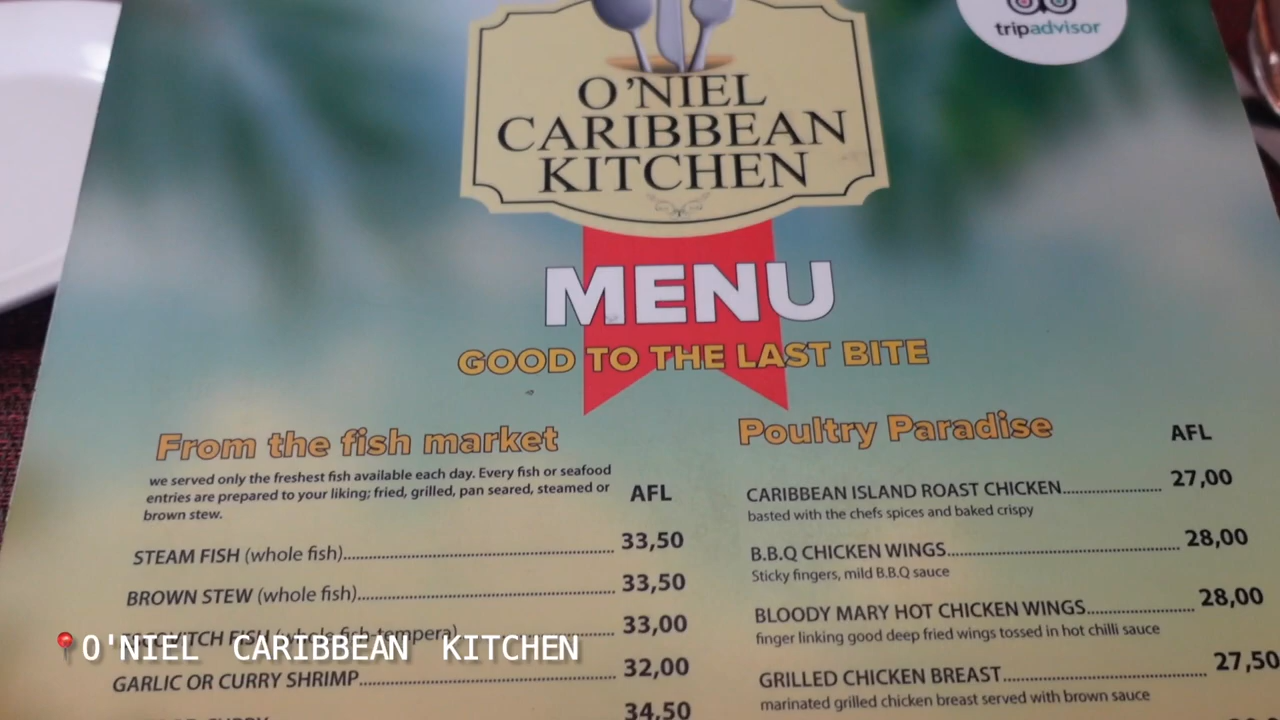 tripadvisor
O'NIEL
CARIBBEAN
KITCHEN
MENU
GOOD TO THE LAST BITE
From the fish market
we served only the freshest fish available each day. Every fish or seafood
entries are prepared to your liking; fried, grilled, pan seared, steamed or
brown stew.
AFL
STEAM FISH (whole fish) 33,50
BROWN STEW (whole fish) 33,50
FISH (whole fish tempera) 33,00
GARLIC OR CURRY SHRIMP 32,00
34,50
Poultry Paradise
AFL
CARIBBEAN ISLAND ROAST CHICKEN 27,00
basted with the chefs spices and baked crispy
B.B.Q CHICKEN WINGS 28,00
Sticky fingers, mild B.B.Q sauce
BLOODY MARY HOT CHICKEN WINGS 28,00
finger linking good deep fried wings tossed in hot chilli sauce
GRILLED CHICKEN BREAST 27,50
marinated grilled chicken breast served with brown sauce
O'NIEL CARIBBEAN KITCHEN